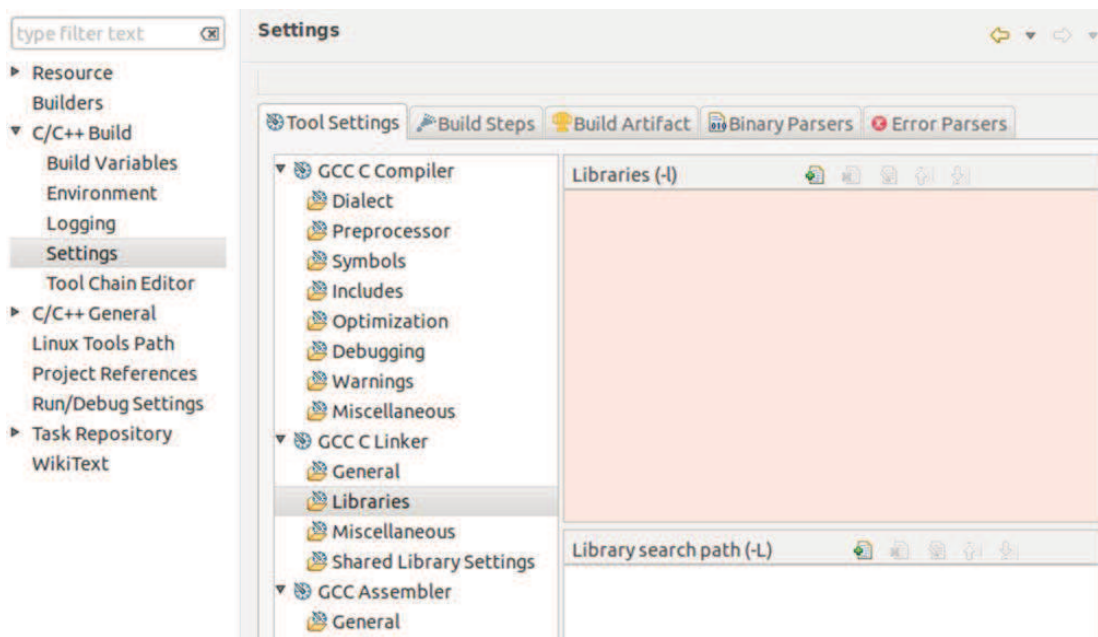 type filter text
Resource
Builders
C/C++ Build
Build Variables
Environment
Logging
Settings
Tool Chain Editor
C/C++ General
Linux Tools Path
Project References
Run/Debug Settings
Task Repository
WikiText
Settings
Tool Settings Build Steps Build Artifact Binary Parsers Error Parsers
GCC C Compiler
Dialect
Preprocessor
Symbols
Includes
Optimization
Debugging
Warnings
Miscellaneous
GCC C Linker
General
Libraries
Miscellaneous
Shared Library Settings
GCC Assembler
General
Libraries (-l)
Library search path (-L)